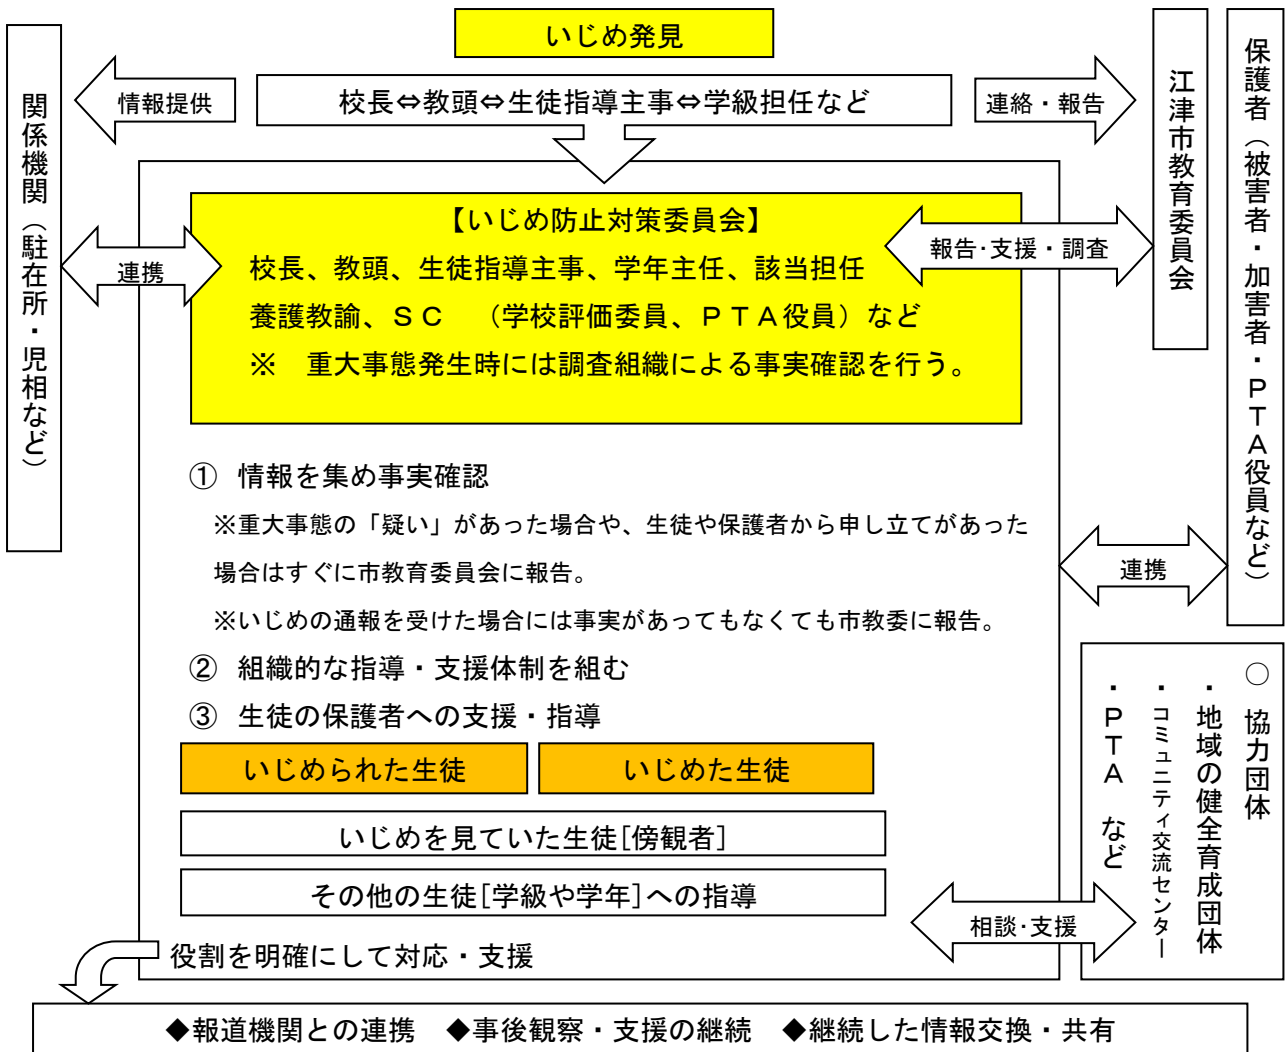 いじめ発見
校長⇔教頭⇔生徒指導主事⇔学級担任など
情報提供
連絡・報告
関係機関（駐在所・児相など）
江津市教育委員会
保護者（被害者・加害者・ＰＴＡ役員など）
【いじめ防止対策委員会】
校長、教頭、生徒指導主事、学年主任、該当担任
養護教諭、ＳＣ　（学校評価委員、ＰＴＡ役員）など
※　重大事態発生時には調査組織による事実確認を行う。
連携
報告･支援・調査
①　情報を集め事実確認
※重大事態の「疑い」があった場合や、生徒や保護者から申し立てがあった
場合はすぐに市教育委員会に報告。
※いじめの通報を受けた場合には事実があってもなくても市教委に報告。
連携
②　組織的な指導・支援体制を組む
③　生徒の保護者への支援・指導
いじめられた生徒
いじめた生徒
いじめを見ていた生徒[傍観者]
その他の生徒[学級や学年]への指導
○　協力団体
・地域の健全育成団体
・コミュニティ交流センター
・ＰＴＡ　など
相談･支援
役割を明確にして対応・支援
◆報道機関との連携　◆事後観察・支援の継続　◆継続した情報交換・共有